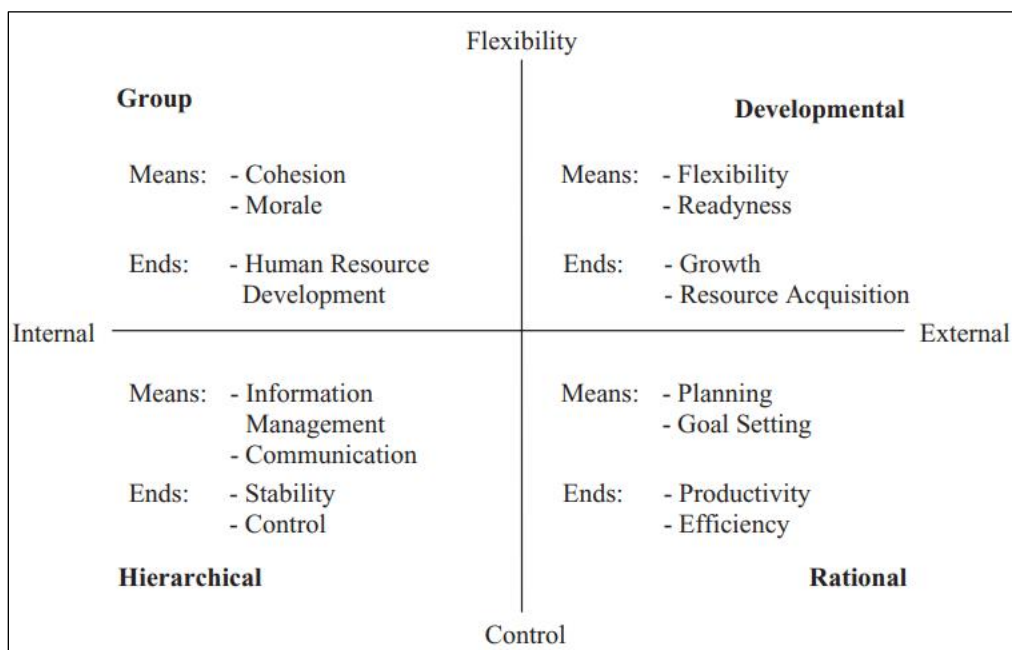 Flexibility
Group
Developmental
Means: - Cohesion
- Morale
Means: - Flexibility
- Readyness
Ends: - Human Resource
Development
Ends: - Growth
- Resource Acquisition
Internal
External
Means: - Information
Management
- Communication
Means: - Planning
- Goal Setting
Ends: - Stability
- Control
Ends: - Productivity
- Efficiency
Hierarchical
Rational
Control